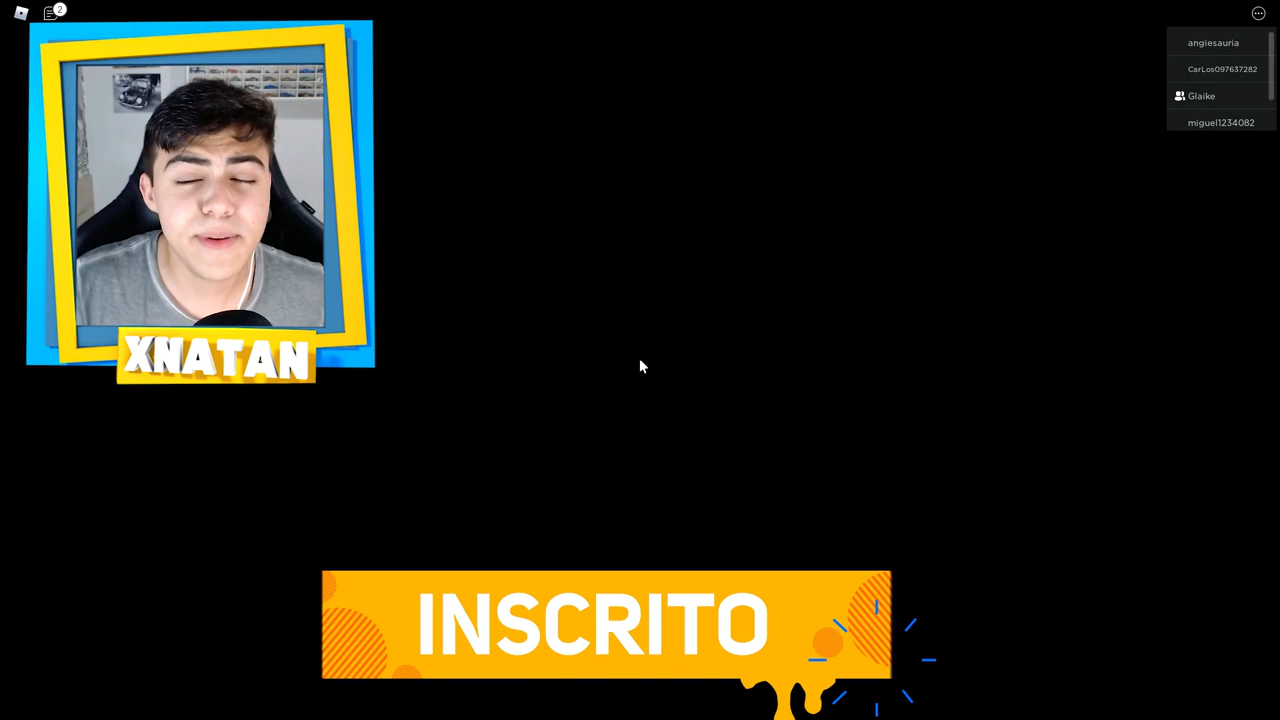 2
angiesauria
CarLos097637282
Glaike
miguel1234082
XNATAN
INSCRITO